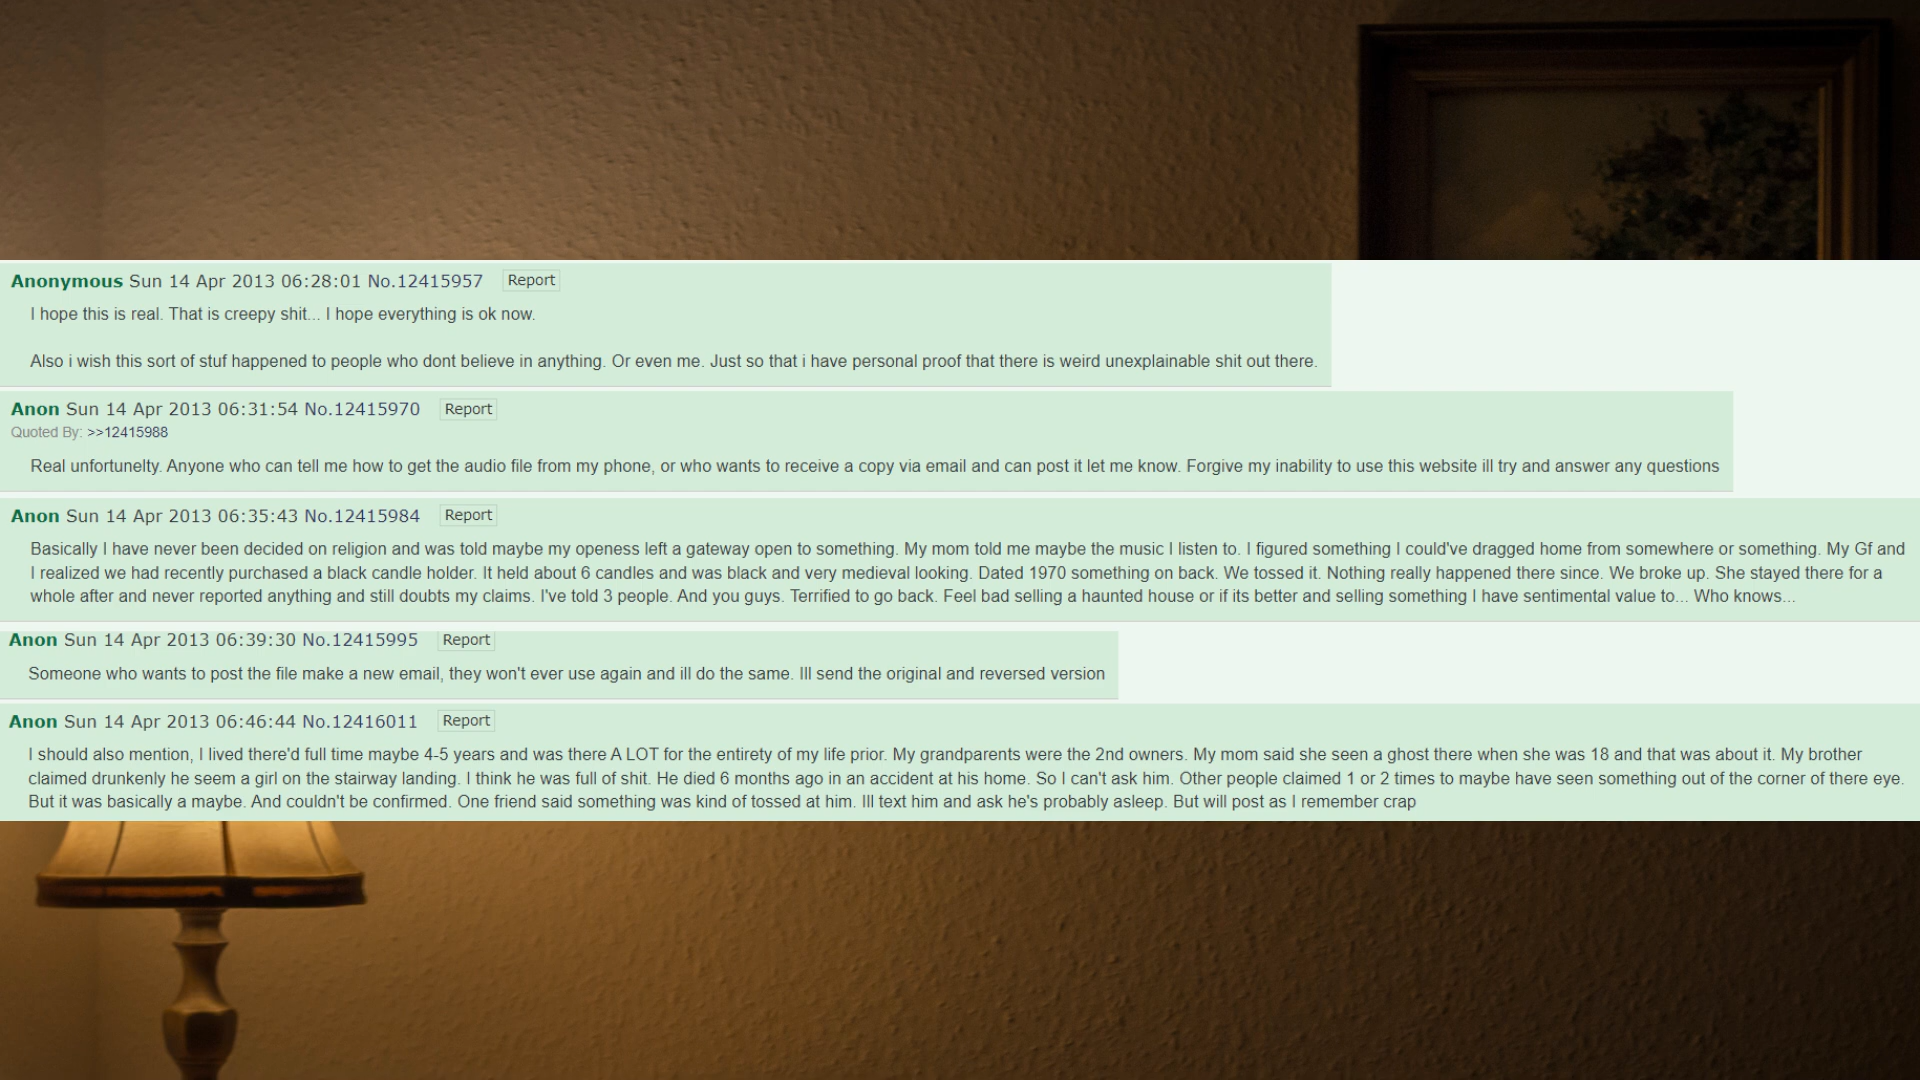 Anonymous Sun 14 Apr 2013 06:28:01 No.12415957 Report
I hope this is real. That is creepy shit... I hope everything is ok now.
Also i wish this sort of stuf happened to people who dont believe in anything. Or even me. Just so that i have personal proof that there is weird unexplainable shit out there.
Anon Sun 14 Apr 2013 06:31:54 No.12415970 Report
Quoted By: >>12415988
Real unfortunelty. Anyone who can tell me how to get the audio file from my phone, or who wants to receive a copy via email and can post it let me know. Forgive my inability to use this website ill try and answer any questions
Anon Sun 14 Apr 2013 06:35:43 No.12415984 Report
Basically I have never been decided on religion and was told maybe my openess left a gateway open to something. My mom told me maybe the music I listen to. I figured something I could've dragged home from somewhere or something. My Gf and
I realized we had recently purchased a black candle holder. It held about 6 candles and was black and very medieval looking. Dated 1970 something on back. We tossed it. Nothing really happened there since. We broke up. She stayed there for a
whole after and never reported anything and still doubts my claims. I've told 3 people. And you guys. Terrified to go back. Feel bad selling a haunted house or if its better and selling something I have sentimental value to... Who knows...
Anon Sun 14 Apr 2013 06:39:30 No.12415995 Report
Someone who wants to post the file make a new email, they won't ever use again and ill do the same. Ill send the original and reversed version
Anon Sun 14 Apr 2013 06:46:44 No.12416011 Report
I should also mention, I lived there'd full time maybe 4-5 years and was there A LOT for the entirety of my life prior. My grandparents were the 2nd owners. My mom said she seen a ghost there when she was 18 and that was about it. My brother
claimed drunkenly he seem a girl on the stairway landing. I think he was full of shit. He died 6 months ago in an accident at his home. So I can't ask him. Other people claimed 1 or 2 times to maybe have seen something out of the corner of there eye.
But it was basically a maybe. And couldn't be confirmed. One friend said something was kind of tossed at him. Ill text him and ask he's probably asleep. But will post as I remember crap